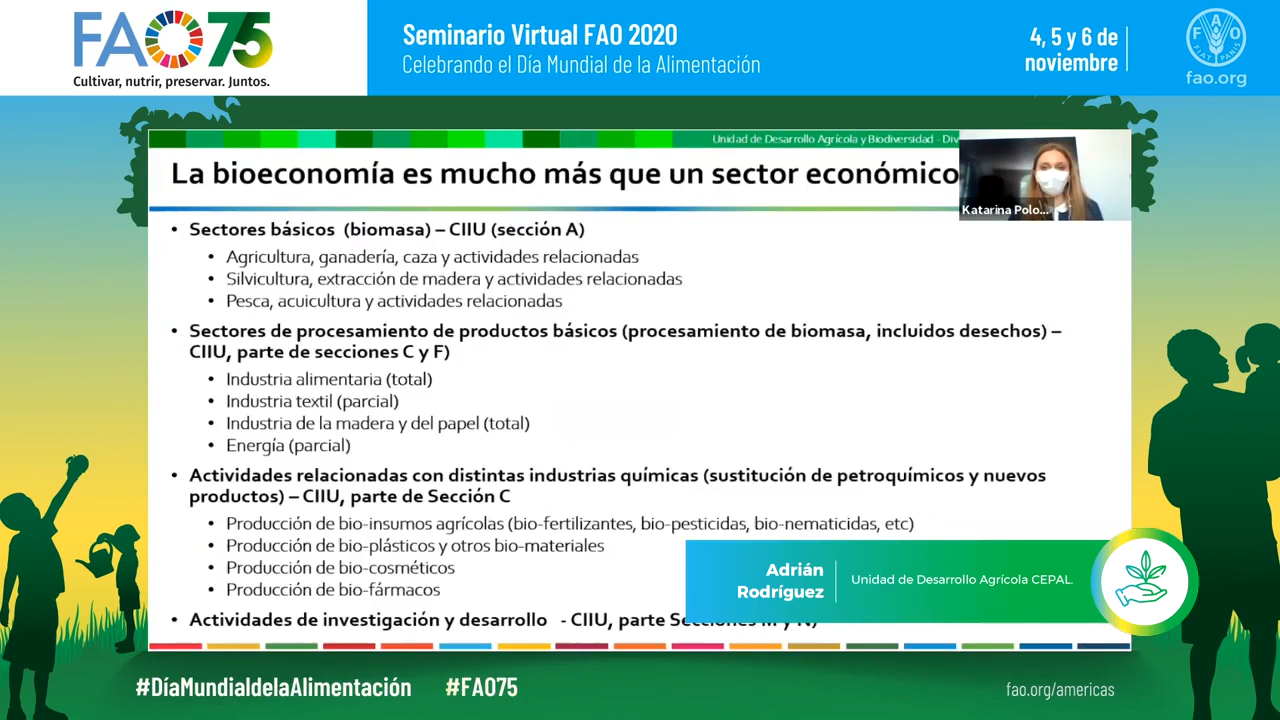 FAO75
Cultivar, nutrir, preservar. Juntos.
Seminario Virtual FAO 2020
Celebrando el Día Mundial de la Alimentación
4, 5 y 6 de
noviembre
F A O
FIAT PANIS
fao.org
Unidad de Desarrollo Agrícola y Biodiversidad - Div
La bioeconomía es mucho más que un sector económico
Katarina Polo...
• Sectores básicos (biomasa) – CIIU (sección A)
• Agricultura, ganadería, caza y actividades relacionadas
• Silvicultura, extracción de madera y actividades relacionadas
• Pesca, acuicultura y actividades relacionadas
• Sectores de procesamiento de productos básicos (procesamiento de biomasa, incluidos desechos) –
CIIU, parte de secciones C y F)
• Industria alimentaria (total)
• Industria textil (parcial)
• Industria de la madera y del papel (total)
• Energía (parcial)
• Actividades relacionadas con distintas industrias químicas (sustitución de petroquímicos y nuevos
productos) – CIIU, parte de Sección C
• Producción de bio-insumos agrícolas (bio-fertilizantes, bio-pesticidas, bio-nematicidas, etc)
• Producción de bio-plásticos y otros bio-materiales
• Producción de bio-cosméticos
• Producción de bio-fármacos
• Actividades de investigación y desarrollo - CIIU, parte Secciones M y N)
Adrián
Rodríguez
Unidad de Desarrollo Agrícola CEPAL.
#DíaMundialdelaAlimentación #FAO75
fao.org/americas